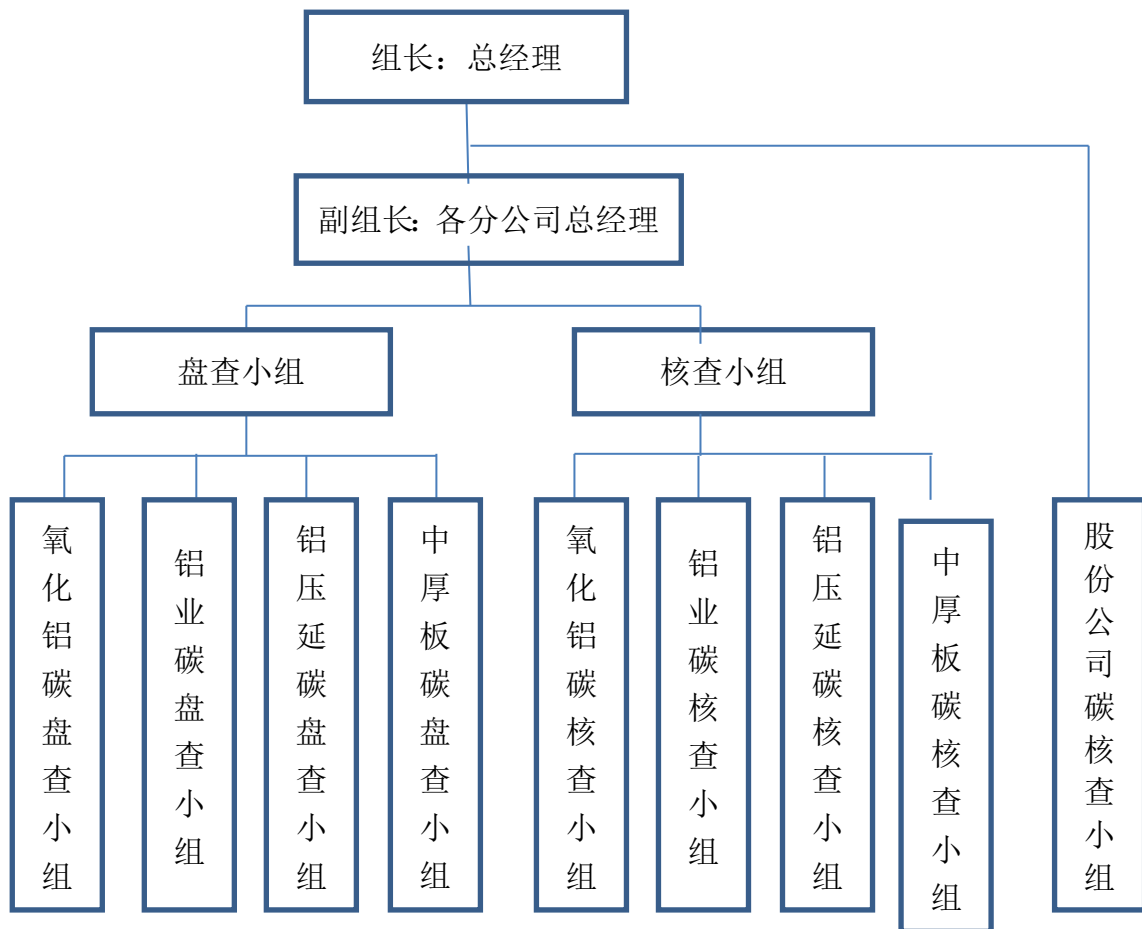 组长：总经理
副组长：各分公司总经理
盘查小组
核查小组
氧化铝碳盘查小组
铝业碳盘查小组
铝压延碳盘查小组
中厚板碳盘查小组
氧化铝碳核查小组
铝业碳核查小组
铝压延碳核查小组
中厚板碳核查小组
股份公司碳核查小组